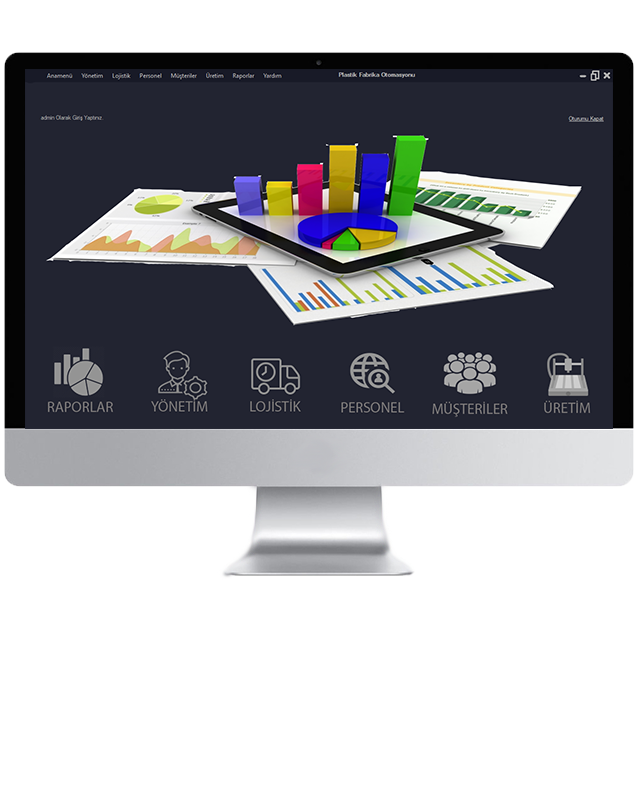 Anamenü Yönetim Lojistik Personel Müşteriler Üretim Raporlar Yardım Plastik Fabrika Otomasyonu
admin Olarak Giriş Yaptınız. Oturumu Kapat
RAPORLAR YÖNETİM LOJİSTİK PERSONEL MÜŞTERİLER ÜRETİM